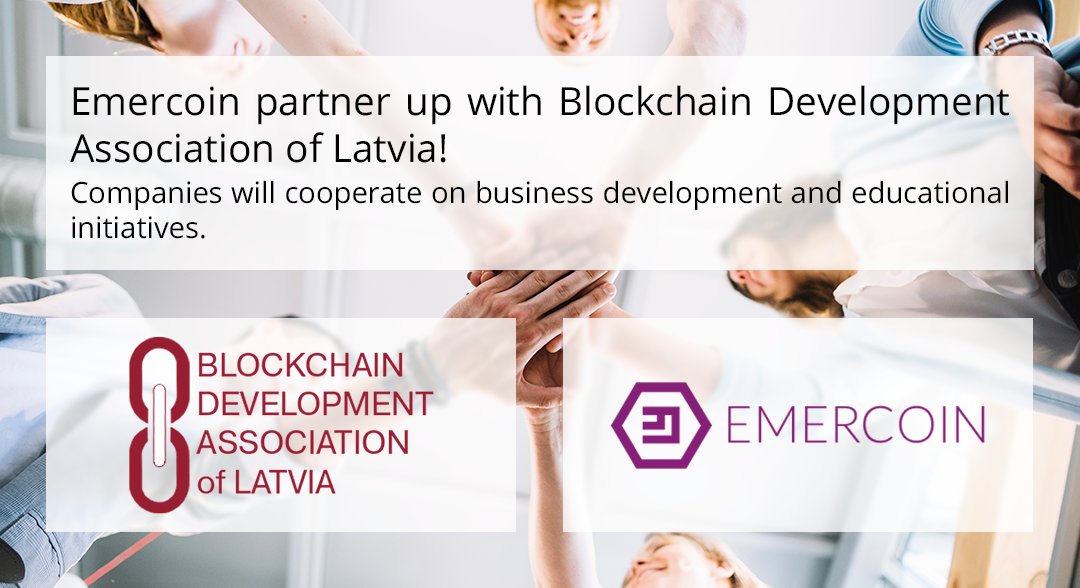 Emercoin partner up with Blockchain Development
Association of Latvia!
Companies will cooperate on business development and educational
initiatives.
BLOCKCHAIN
DEVELOPMENT
ASSOCIATION
of LATVIA
EMERCOIN